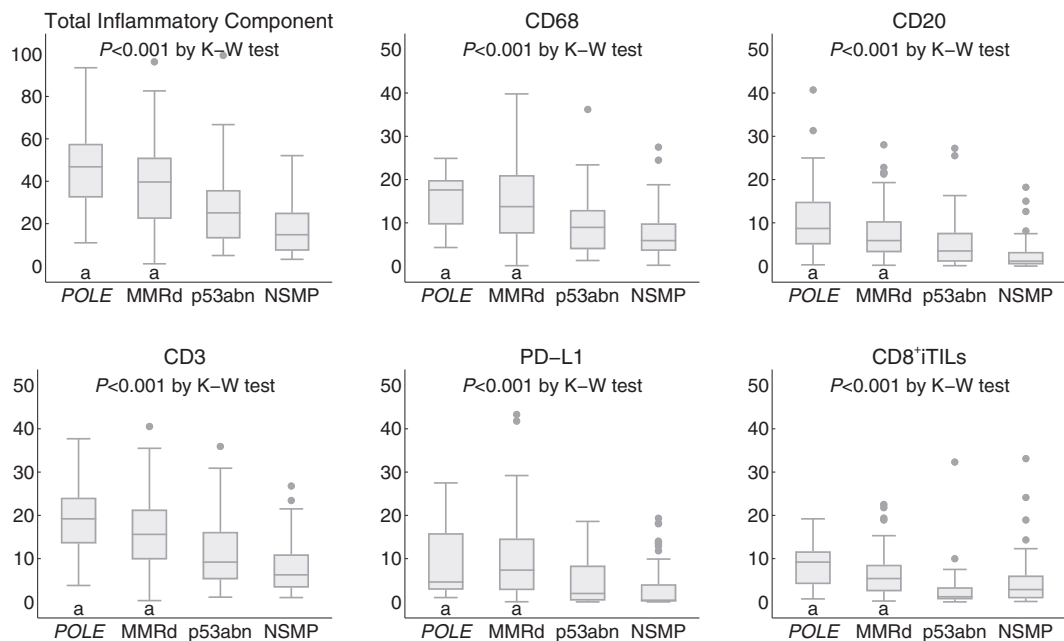 Total Inflammatory Component
P<0.001 by K–W test
100
80
60
40
20
0
a a
POLE MMRd p53abn NSMP
CD68
P<0.001 by K–W test
50
40
30
20
10
0
a a
POLE MMRd p53abn NSMP
CD20
P<0.001 by K–W test
50
40
30
20
10
0
a a
POLE MMRd p53abn NSMP
CD3
P<0.001 by K–W test
50
40
30
20
10
0
a a
POLE MMRd p53abn NSMP
PD–L1
P<0.001 by K–W test
50
40
30
20
10
0
a a
POLE MMRd p53abn NSMP
CD8⁺iTILs
P<0.001 by K–W test
50
40
30
20
10
0
a a
POLE MMRd p53abn NSMP